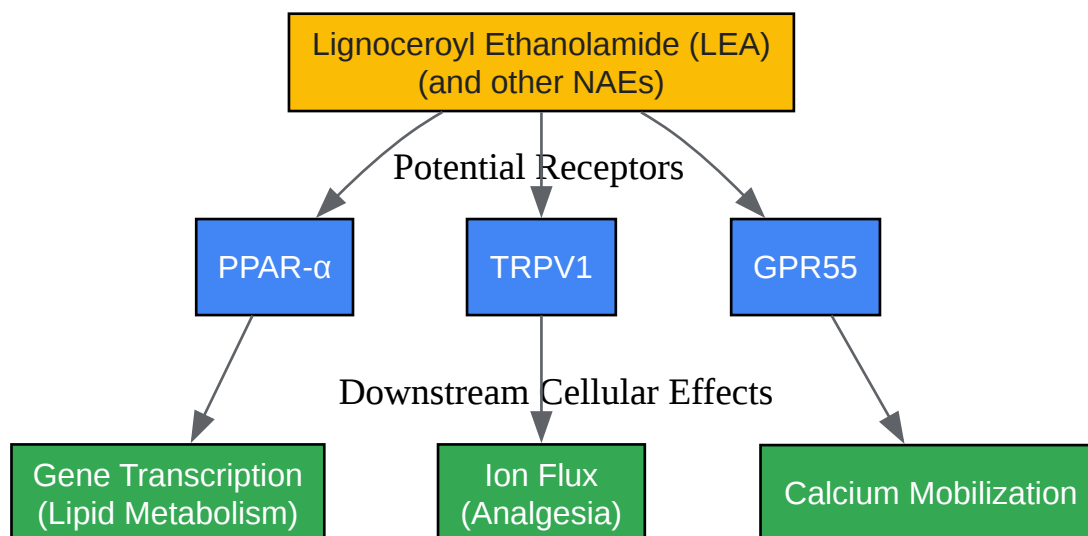 Lignoceroyl Ethanolamide (LEA)
(and other NAEs)
Potential Receptors
PPAR-α
TRPV1
GPR55
Downstream Cellular Effects
Gene Transcription
(Lipid Metabolism)
Ion Flux
(Analgesia)
Calcium Mobilization